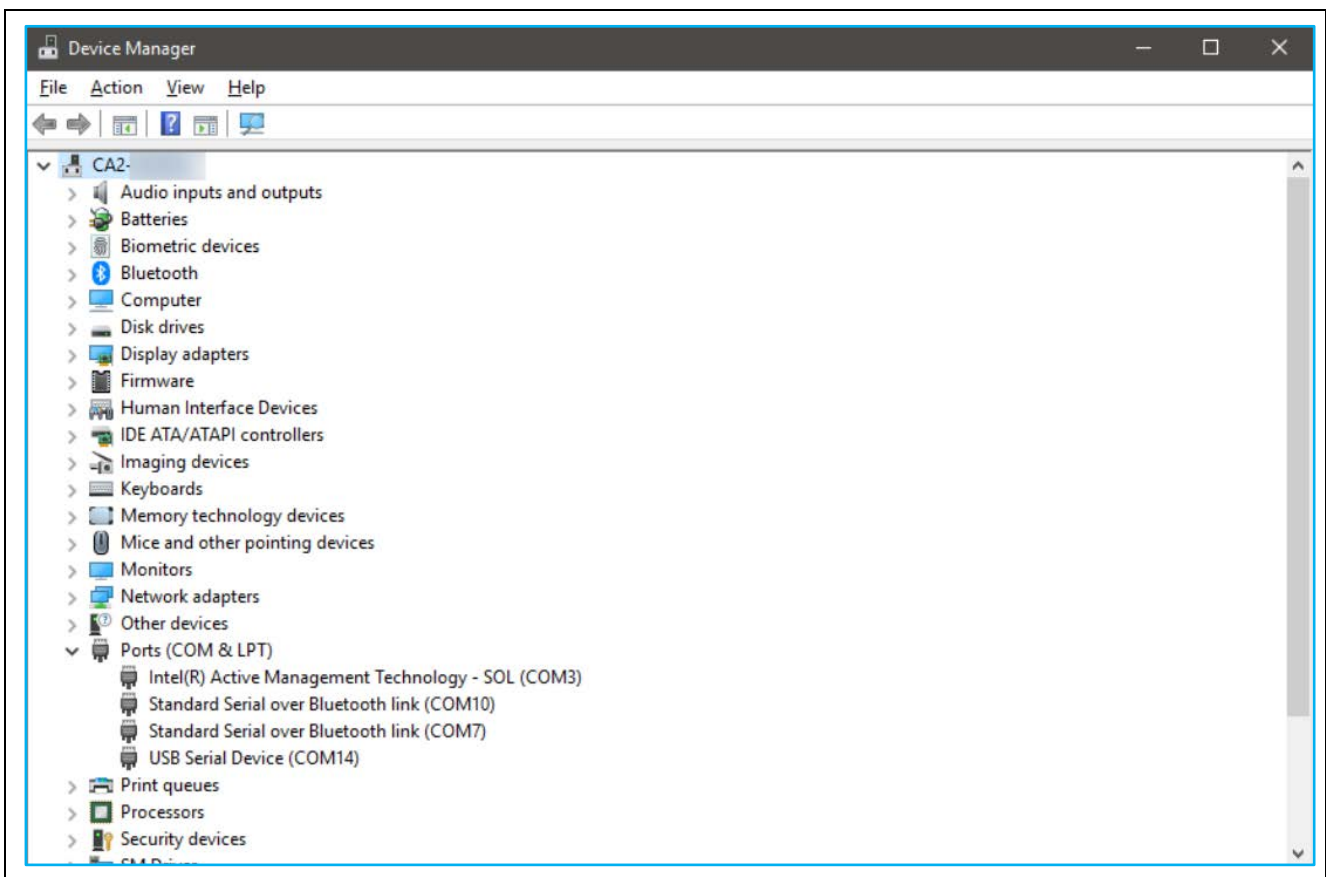 Device Manager
File Action View Help
CA2-
Audio inputs and outputs
Batteries
Biometric devices
Bluetooth
Computer
Disk drives
Display adapters
Firmware
Human Interface Devices
IDE ATA/ATAPI controllers
Imaging devices
Keyboards
Memory technology devices
Mice and other pointing devices
Monitors
Network adapters
Other devices
Ports (COM & LPT)
Intel(R) Active Management Technology - SOL (COM3)
Standard Serial over Bluetooth link (COM10)
Standard Serial over Bluetooth link (COM7)
USB Serial Device (COM14)
Print queues
Processors
Security devices